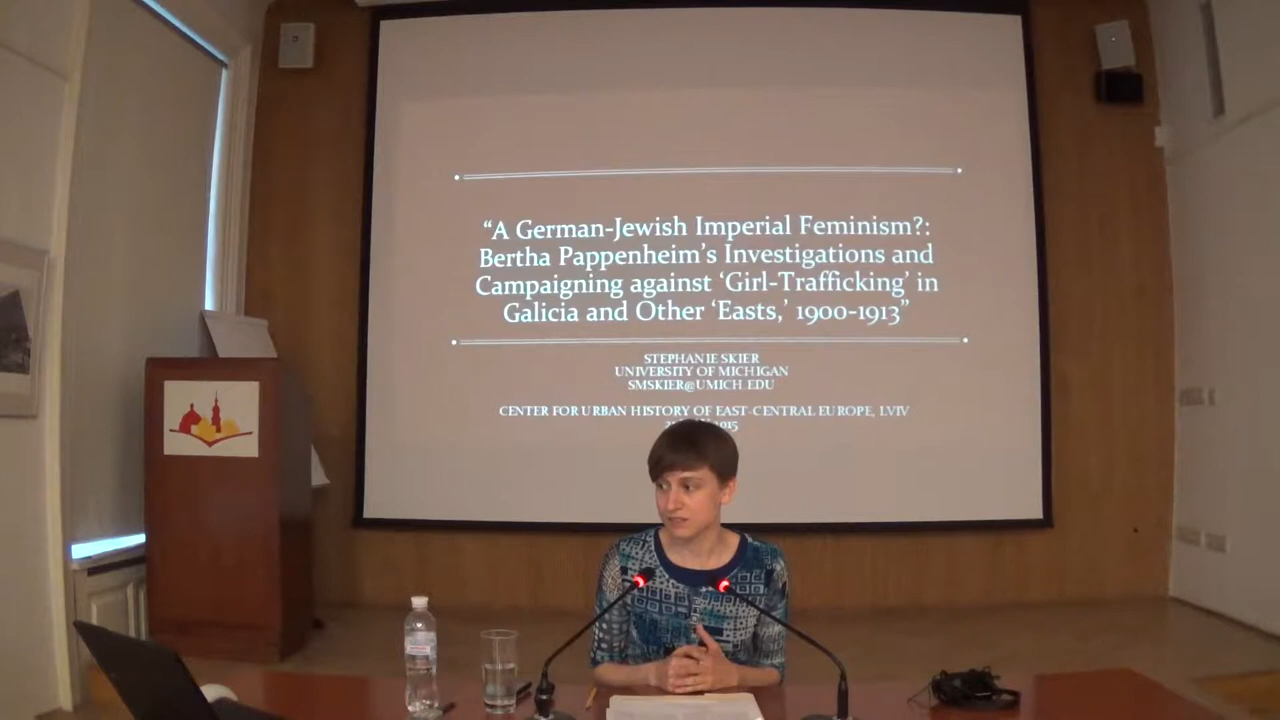 “A German-Jewish Imperial Feminism?:
Bertha Pappenheim’s Investigations and
Campaigning against ‘Girl-Trafficking’ in
Galicia and Other ‘Easts,’ 1900-1913”
STEPHANIE SKIER
UNIVERSITY OF MICHIGAN
SMSKIER@UMICH.EDU
CENTER FOR URBAN HISTORY OF EAST-CENTRAL EUROPE, LVIV